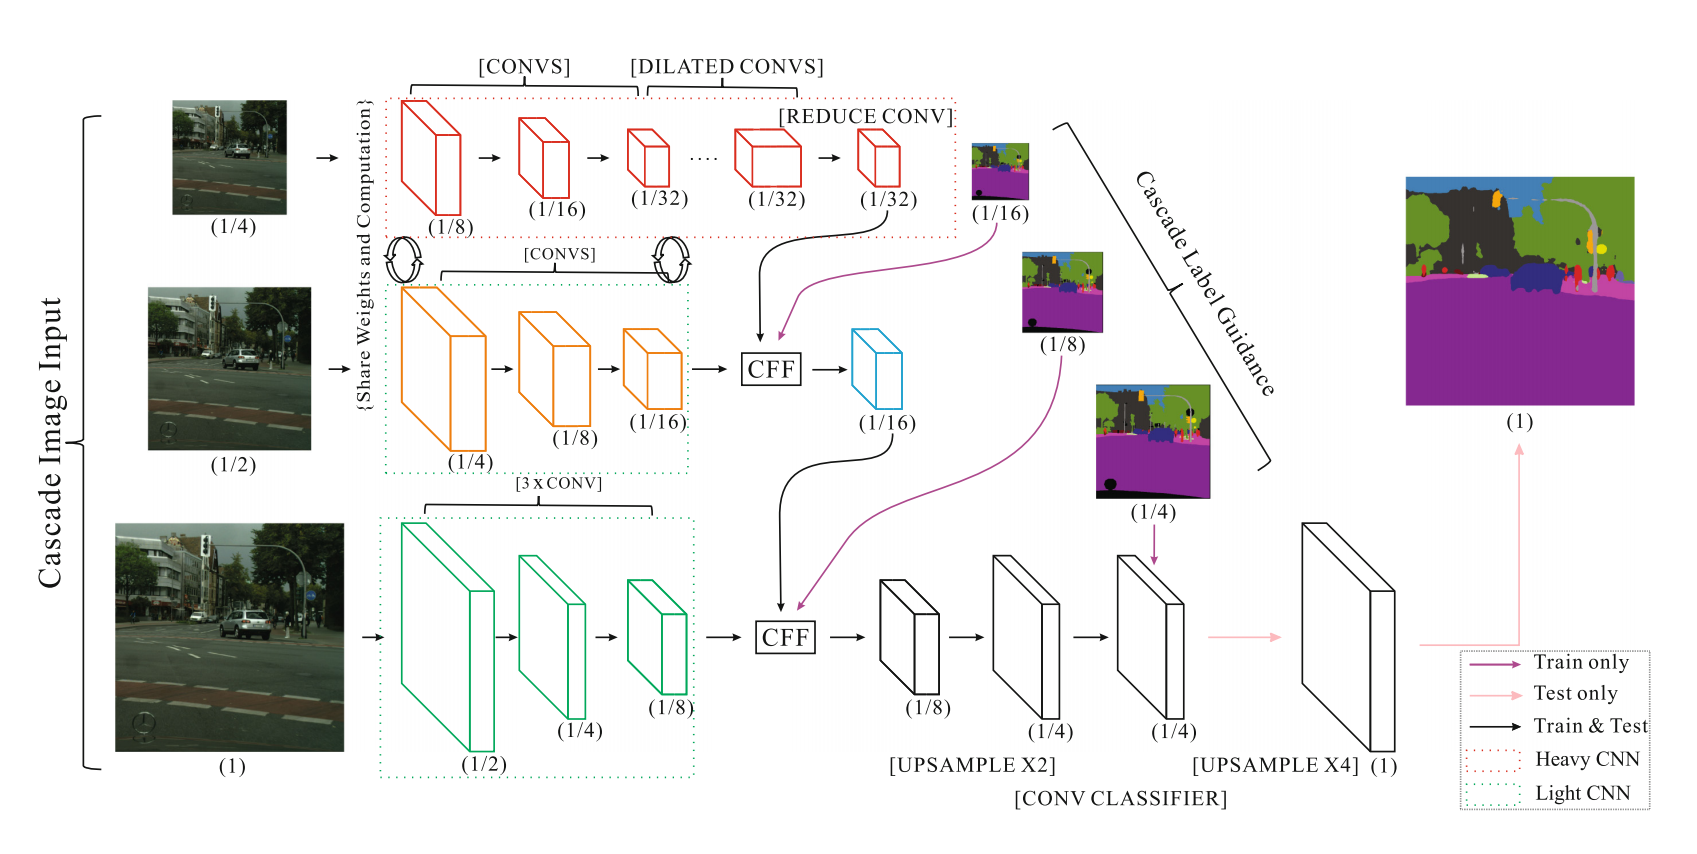 [CONVS]
[DILATED CONVS]
[REDUCE CONV]
(1/4)
(1/8)
(1/16)
(1/32)
....
(1/32)
(1/32)
(1/16)
{Share Weights and Computation}
Cascade Image Input
Cascade Label Guidance
[CONVS]
(1/2)
(1/4)
(1/8)
(1/16)
CFF
(1/16)
(1/8)
(1/4)
(1)
[3 x CONV]
(1)
(1/2)
(1/4)
(1/8)
CFF
(1/8)
(1/4)
(1/4)
[UPSAMPLE X2]
[UPSAMPLE X4]
(1)
[CONV CLASSIFIER]
Train only
Test only
Train & Test
Heavy CNN
Light CNN